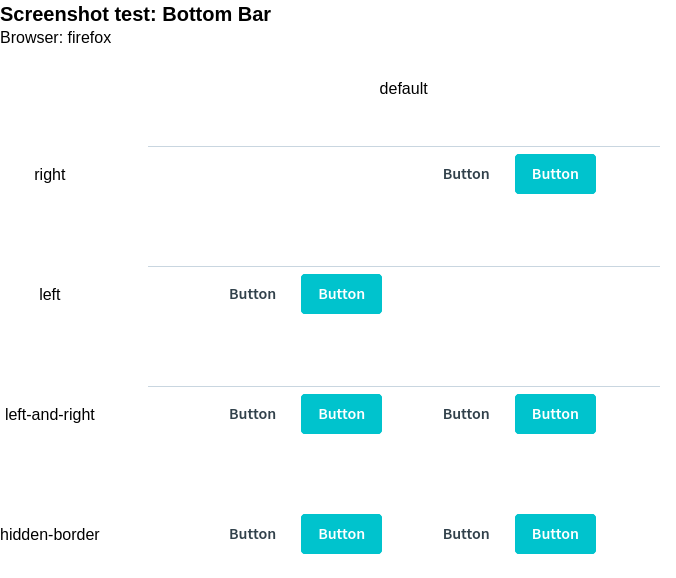 Screenshot test: Bottom Bar
Browser: firefox
default
right Button Button
left Button Button
left-and-right Button Button Button Button
hidden-border Button Button Button Button